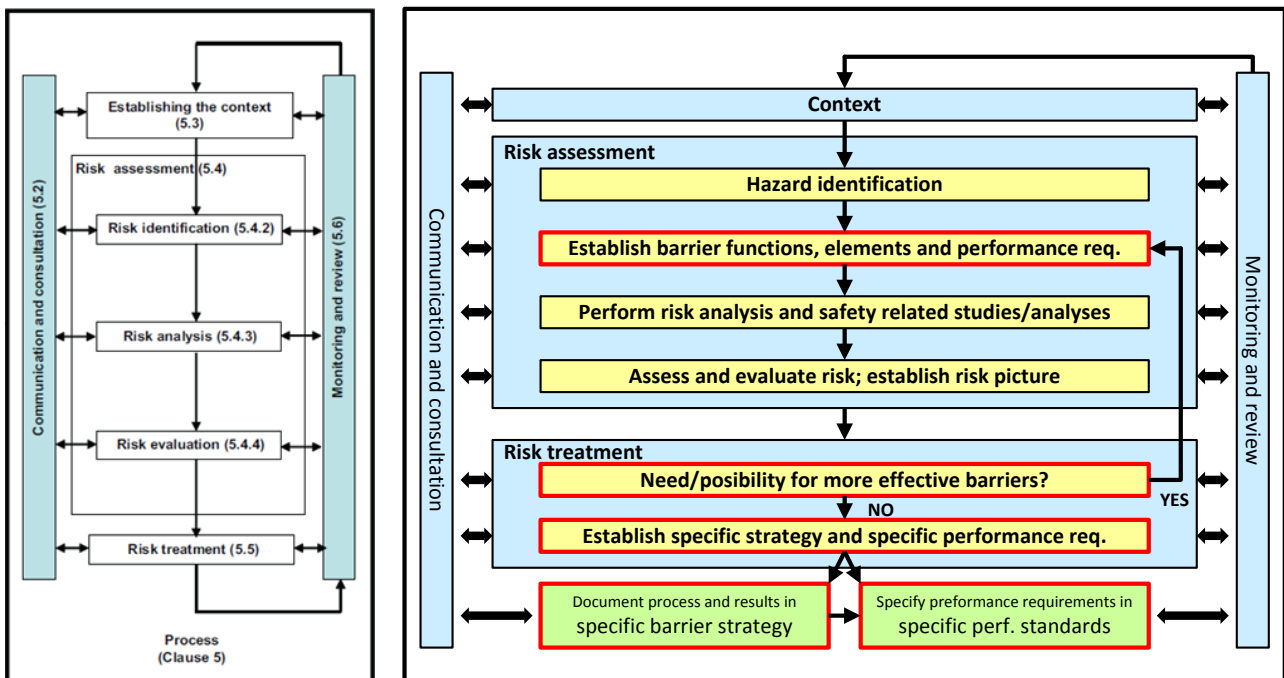 Communication and consultation (5.2)
Establishing the context
(5.3)
Risk assessment (5.4)
Risk identification (5.4.2)
Risk analysis (5.4.3)
Risk evaluation (5.4.4)
Risk treatment (5.5)
Monitoring and review (5.6)
Process
(Clause 5)
Communication and consultation
Context
Risk assessment
Hazard identification
Establish barrier functions, elements and performance req.
Perform risk analysis and safety related studies/analyses
Assess and evaluate risk; establish risk picture
Risk treatment
Need/posibility for more effective barriers?
YES
NO
Establish specific strategy and specific performance req.
Document process and results in
specific barrier strategy
Specify preformance requirements in
specific perf. standards
Monitoring and review